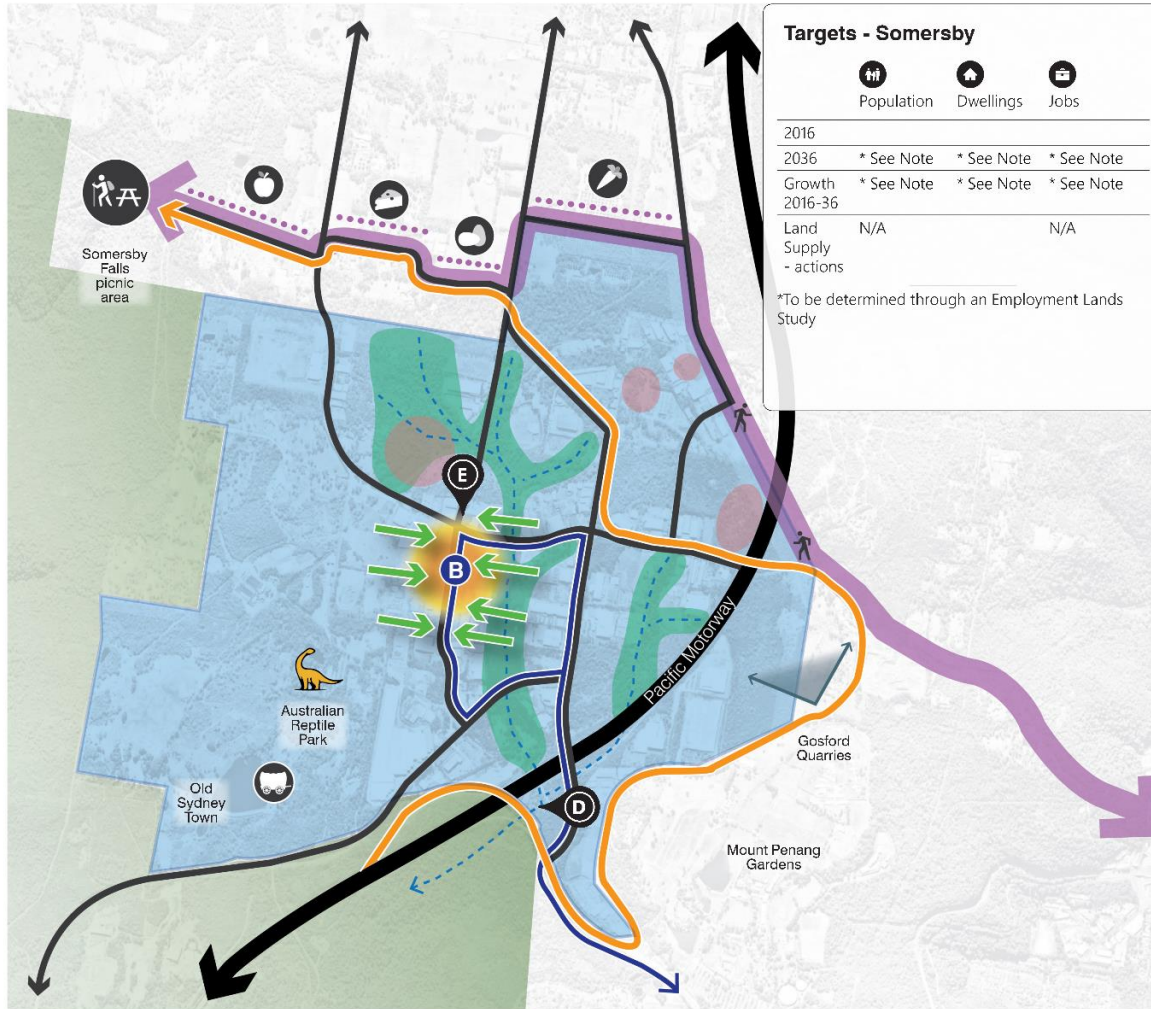 Targets - Somersby
Population Dwellings Jobs
2016
2036 * See Note * See Note * See Note
Growth 2016-36 * See Note * See Note * See Note
Land Supply - actions N/A N/A
*To be determined through an Employment Lands
Study
Somersby
Falls
picnic
area
E
B
Pacific Motorway
Australian
Reptile
Park
Old
Sydney
Town
D
Gosford
Quarries
Mount Penang
Gardens